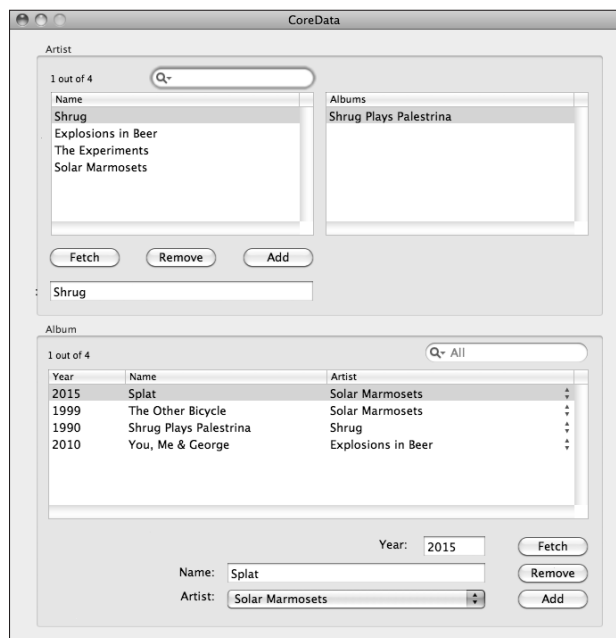 CoreData
Artist
1 out of 4
Name
Shrug
Explosions in Beer
The Experiments
Solar Marmosets
Albums
Shrug Plays Palestrina
Fetch Remove Add
: Shrug
Album
1 out of 4
All
Year Name Artist
2015 Splat Solar Marmosets
1999 The Other Bicycle Solar Marmosets
1990 Shrug Plays Palestrina Shrug
2010 You, Me & George Explosions in Beer
Year: 2015 Fetch
Name: Splat Remove
Artist: Solar Marmosets Add